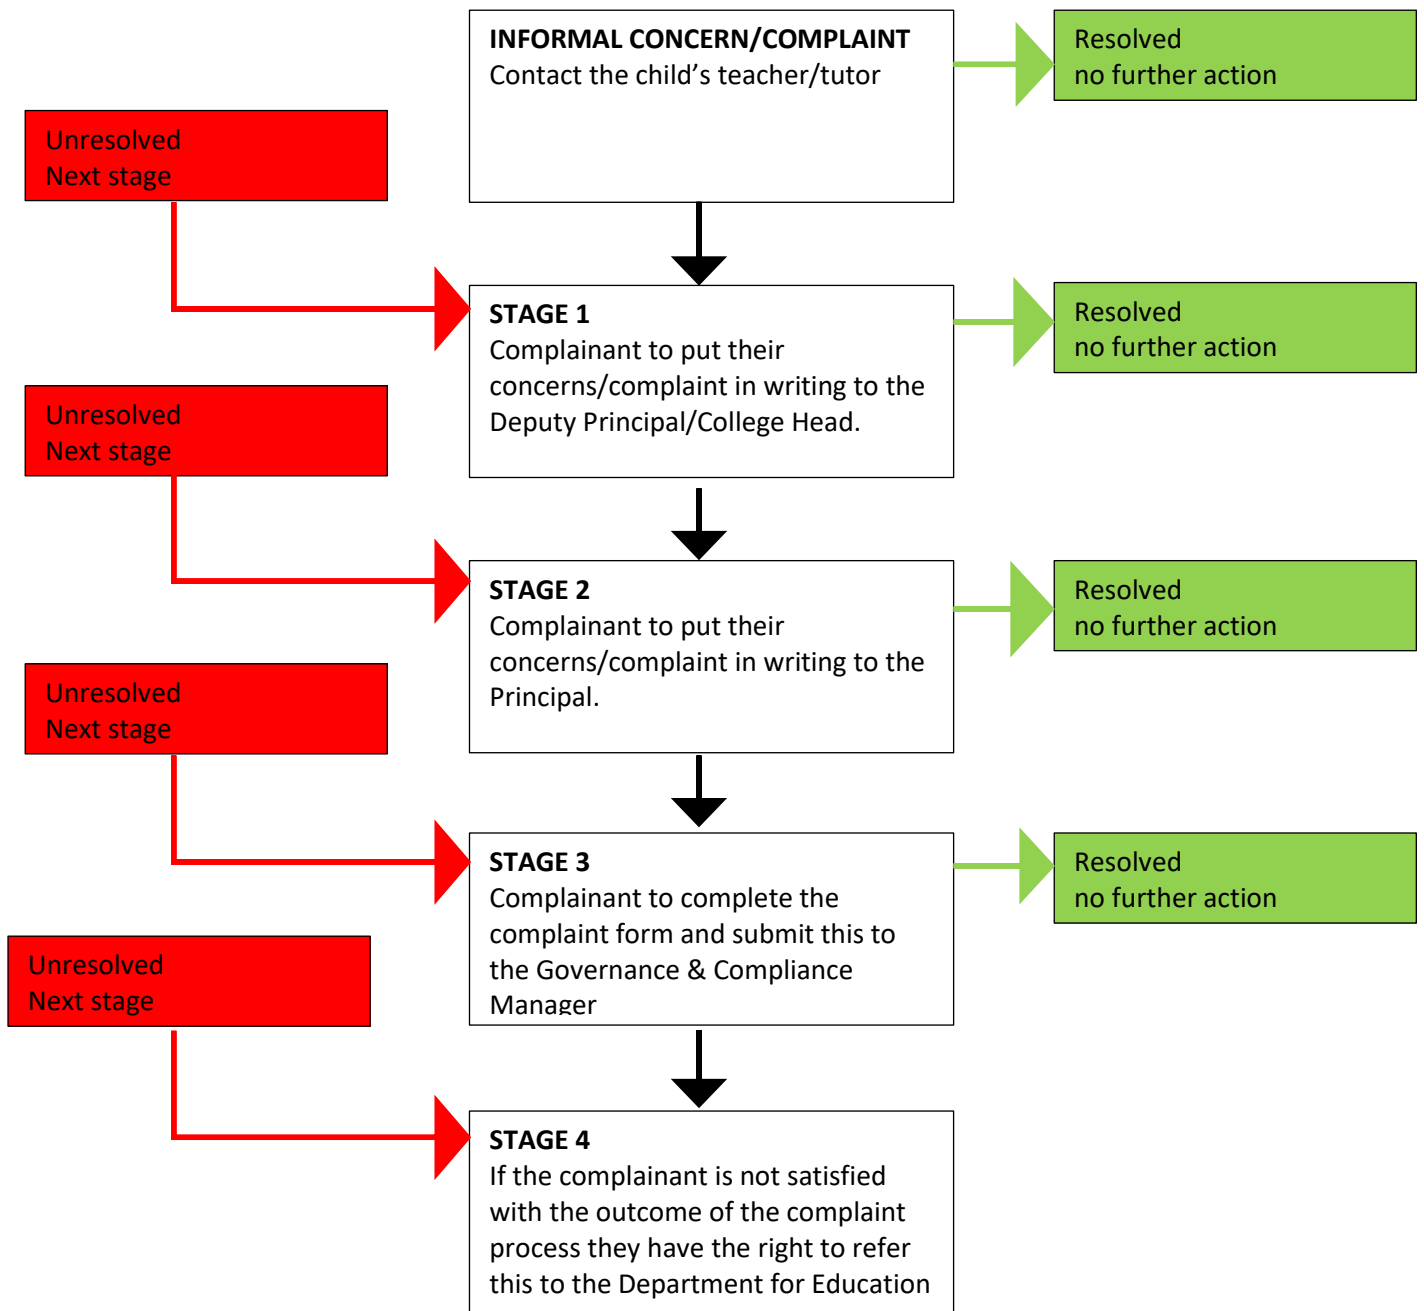 INFORMAL CONCERN/COMPLAINT
Contact the child’s teacher/tutor
Resolved
no further action
Unresolved
Next stage
STAGE 1
Complainant to put their
concerns/complaint in writing to the
Deputy Principal/College Head.
Resolved
no further action
Unresolved
Next stage
STAGE 2
Complainant to put their
concerns/complaint in writing to the
Principal.
Resolved
no further action
Unresolved
Next stage
STAGE 3
Complainant to complete the
complaint form and submit this to
the Governance & Compliance
Manager
Resolved
no further action
Unresolved
Next stage
STAGE 4
If the complainant is not satisfied
with the outcome of the complaint
process they have the right to refer
this to the Department for Education